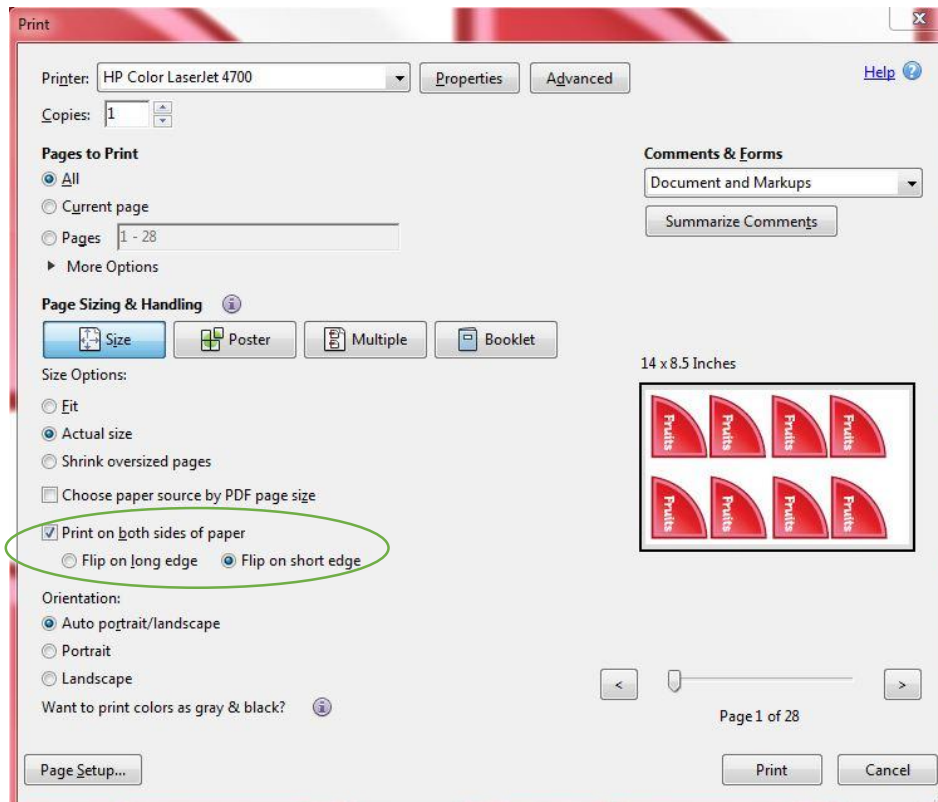 Print
Printer: HP Color LaserJet 4700 Properties Advanced Help
Copies: 1
Pages to Print
All
Current page
Pages 1 - 28
More Options
Comments & Forms
Document and Markups
Summarize Comments
Page Sizing & Handling
Size Poster Multiple Booklet
Size Options:
Fit
Actual size
Shrink oversized pages
Choose paper source by PDF page size
Print on both sides of paper
Flip on long edge Flip on short edge
Orientation:
Auto portrait/landscape
Portrait
Landscape
Want to print colors as gray & black?
14 x 8.5 Inches
Fruits Fruits Fruits Fruits
Fruits Fruits Fruits Fruits
< >
Page 1 of 28
Page Setup... Print Cancel